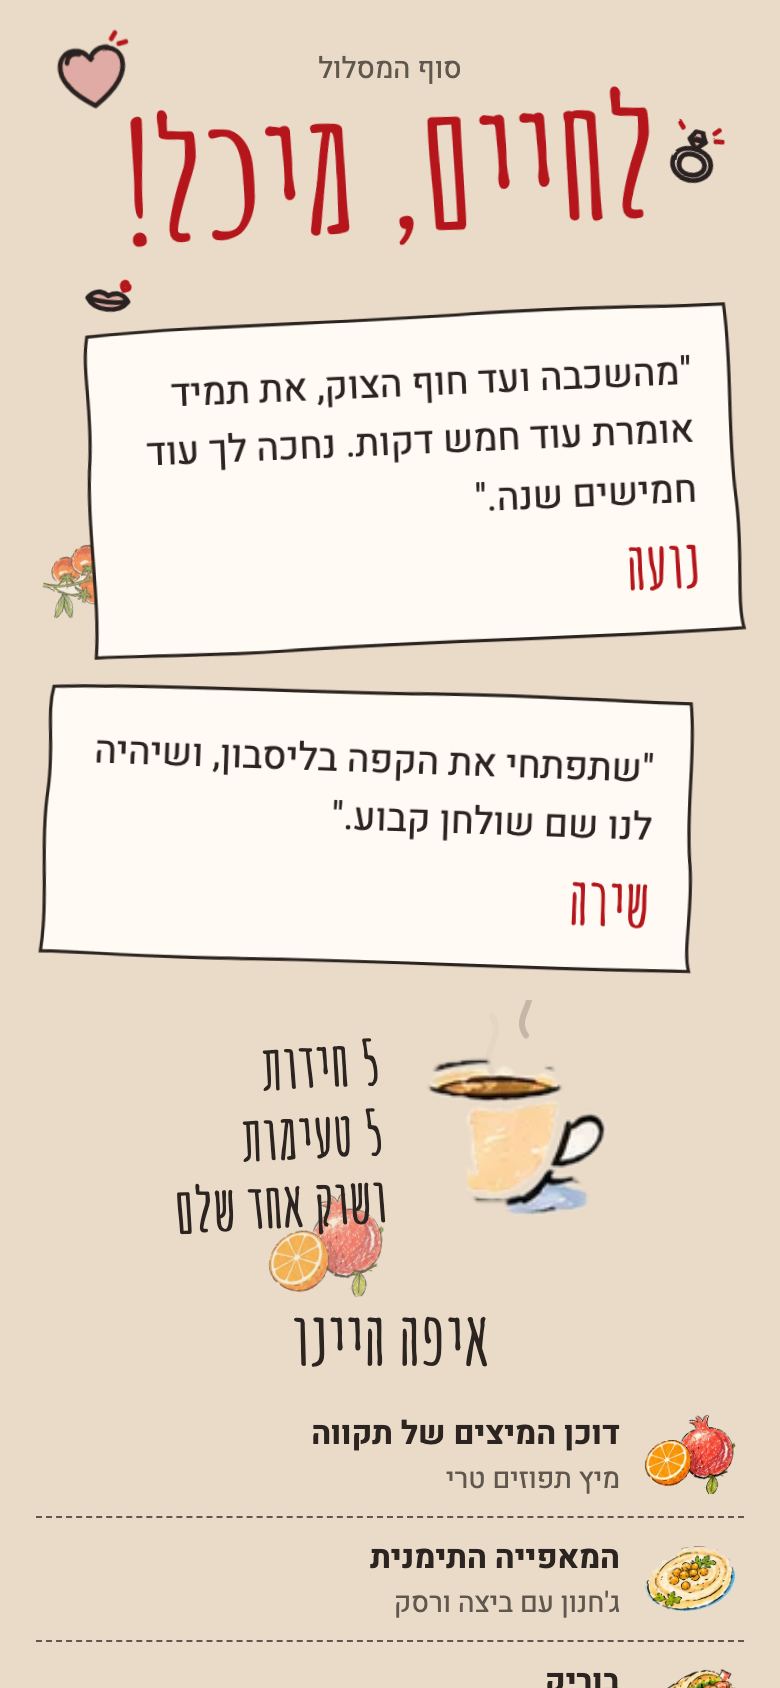 סוף המסלול
לחיים, מיכל!
"מהשכבה ועד חוף הצוק, את תמיד
אומרת עוד חמש דקות. נחכה לך עוד
חמישים שנה."
נועה
"שתפתחי את הקפה בליסבון, ושיהיה
לנו שם שולחן קבוע."
שירה
5 חידות
5 טעימות
ושוק אחד שלם
איפה היינו
דוכן המיצים של תקווה
מיץ תפוזים טרי
המאפייה התימנית
ג'חנון עם ביצה ורסק
בוריק